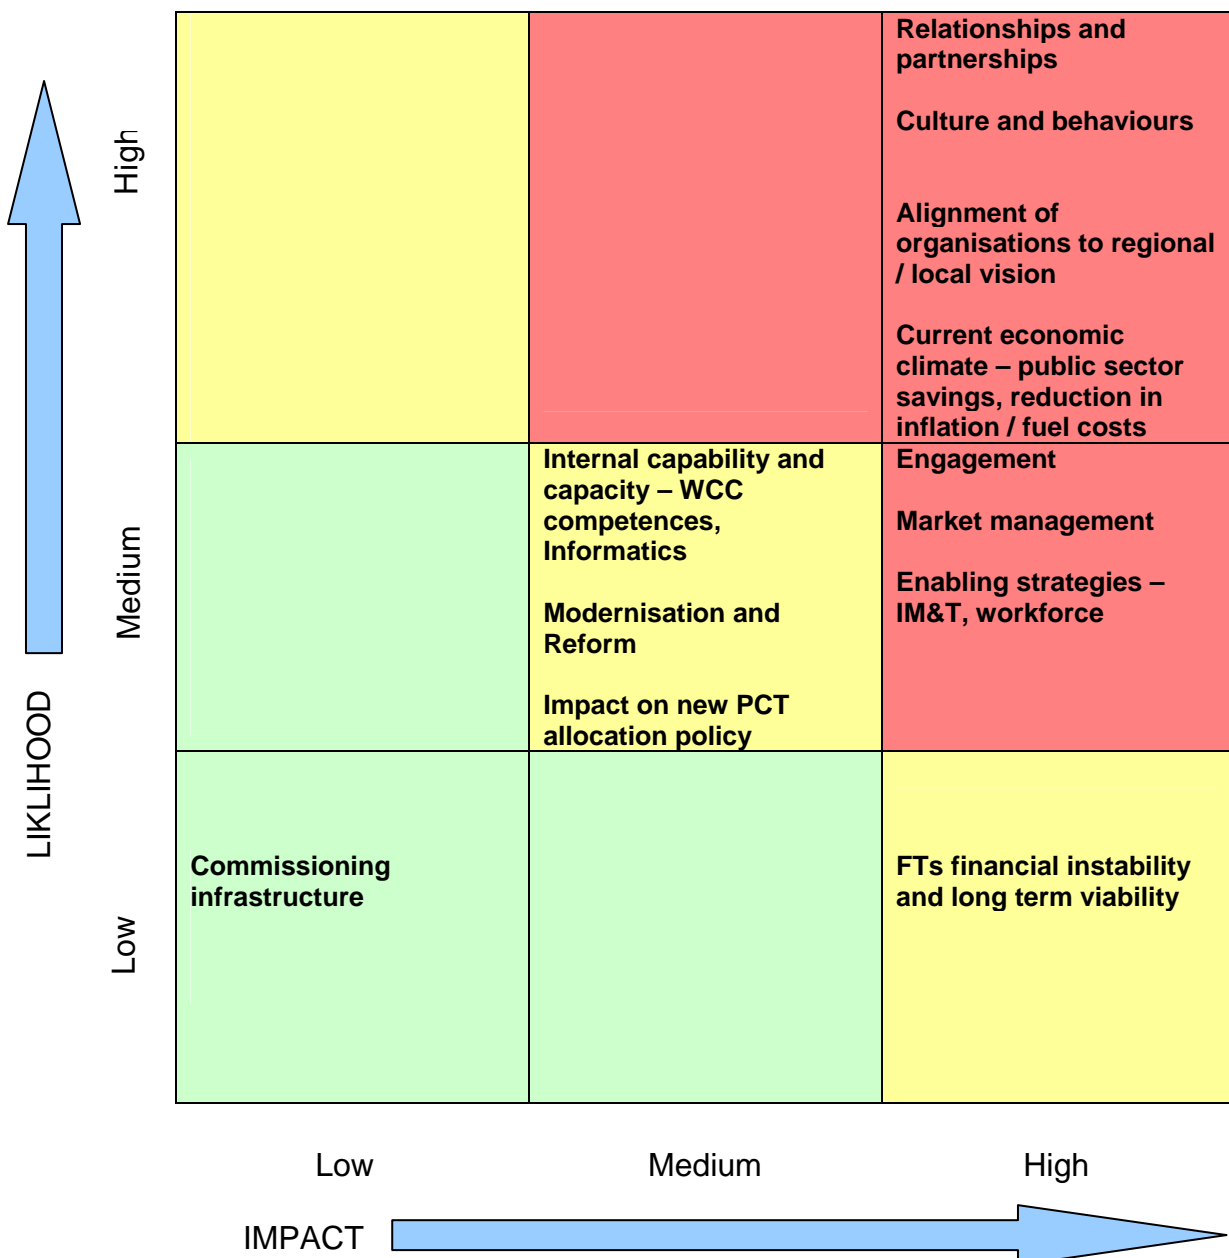 High
Relationships and
partnerships
Culture and behaviours
Alignment of
organisations to regional
/ local vision
Current economic
climate – public sector
savings, reduction in
inflation / fuel costs
Medium
Internal capability and
capacity – WCC
competences,
Informatics
Modernisation and
Reform
Impact on new PCT
allocation policy
Engagement
Market management
Enabling strategies –
IM&T, workforce
LIKLIHOOD
Low
Commissioning
infrastructure
FTs financial instability
and long term viability
Low
Medium
High
IMPACT